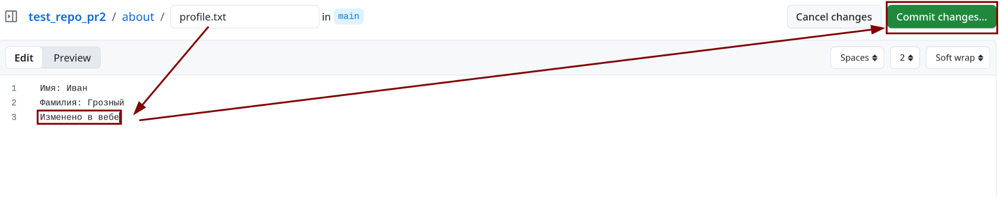 test_repo_pr2 / about / profile.txt in main Cancel changes Commit changes...
Edit Preview Spaces 2 Soft wrap
1 Имя: Иван
2 Фамилия: Грозный
3 Изменено в вебе